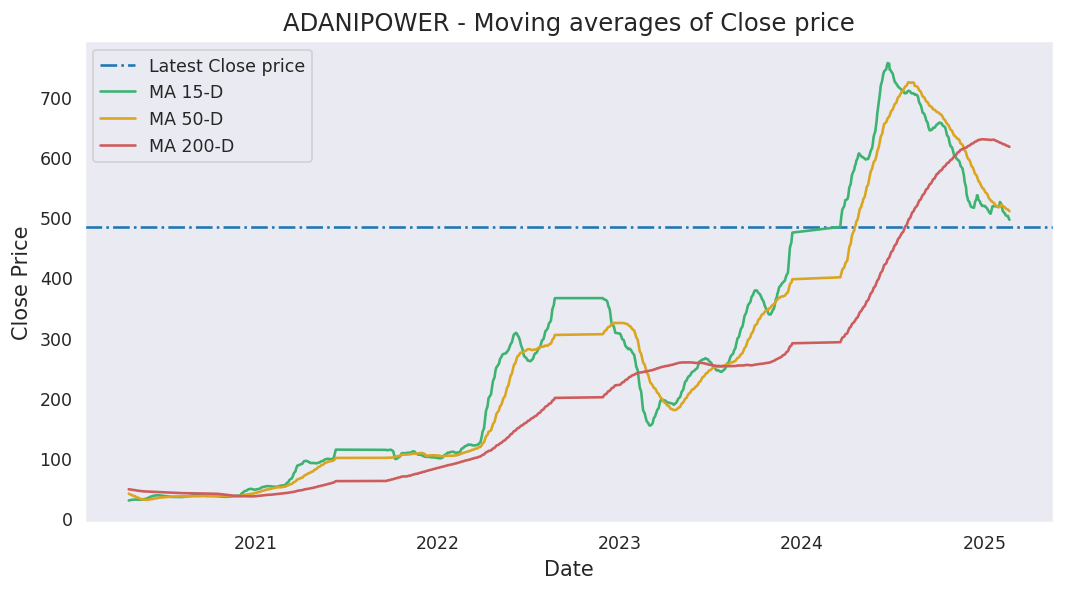 ADANIPOWER - Moving averages of Close price
Latest Close price
MA 15-D
MA 50-D
MA 200-D
Close Price
700
600
500
400
300
200
100
0
2021 2022 2023 2024 2025
Date